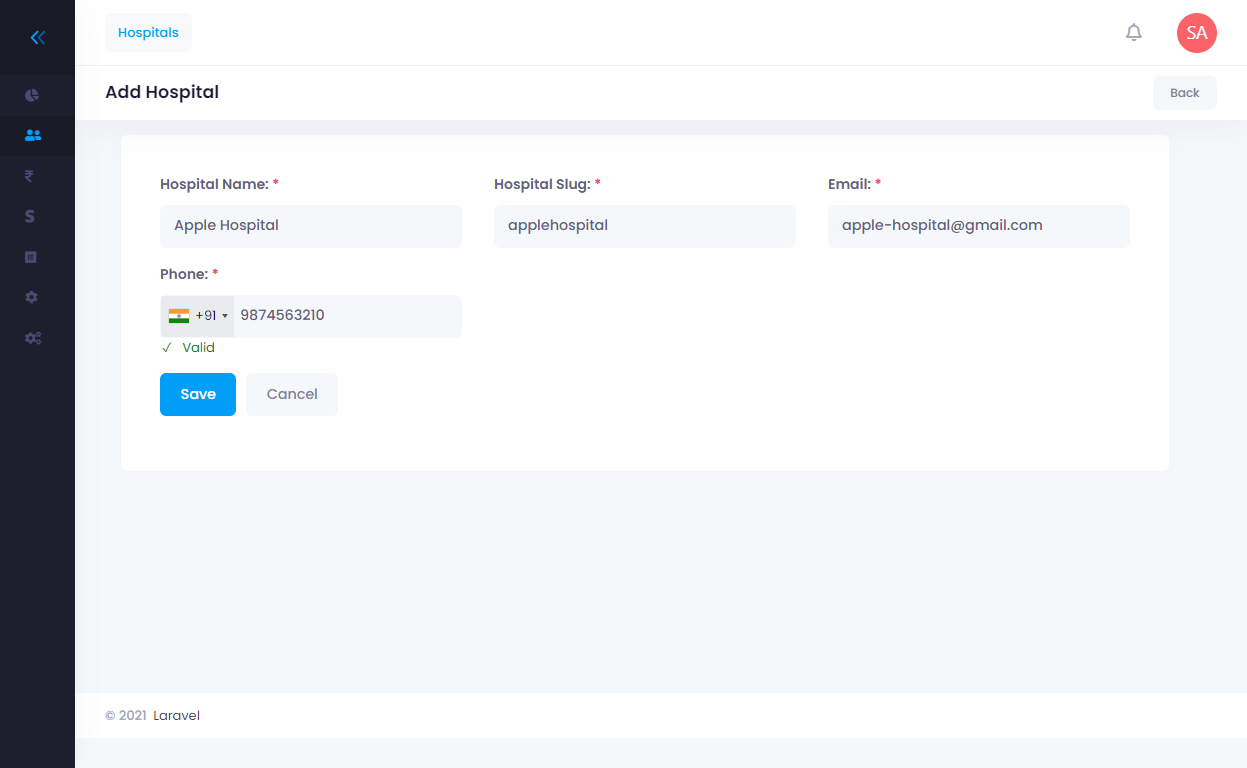 Hospitals
SA
Add Hospital
Back
Hospital Name: *
Hospital Slug: *
Email: *
Apple Hospital
applehospital
apple-hospital@gmail.com
Phone: *
+91
9874563210
✓ Valid
Save
Cancel
© 2021 Laravel